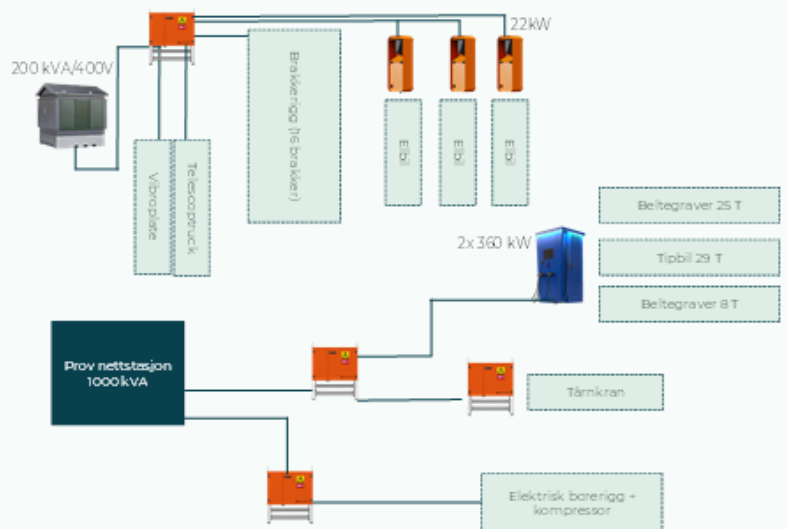 22kW
200 kVA/400V
Brakkerigg (16 brakker)
Elbil
Elbil
Elbil
Vibroplate
Telescoptruck
Beltegraver 25 T
2x 360 kW
Tipbil 29 T
Beltegraver 8 T
Prov nettstasjon
1000 kVA
Tårnkran
Elektrisk borerigg +
kompressor